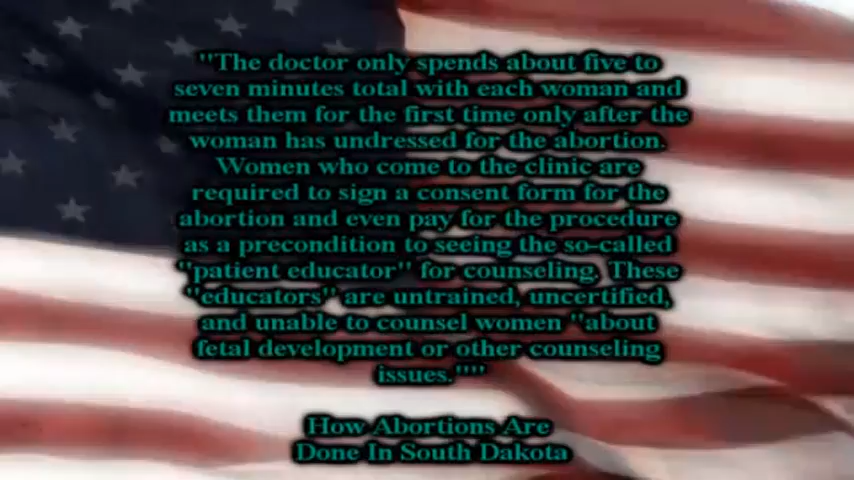 "The doctor only spends about five to
seven minutes total with each woman and
meets them for the first time only after the
woman has undressed for the abortion.
Women who come to the clinic are
required to sign a consent form for the
abortion and even pay for the procedure
as a precondition to seeing the so-called
"patient educator" for counseling. These
"educators" are untrained, uncertified,
and unable to counsel women "about
fetal development or other counseling
issues.""
How Abortions Are
Done In South Dakota